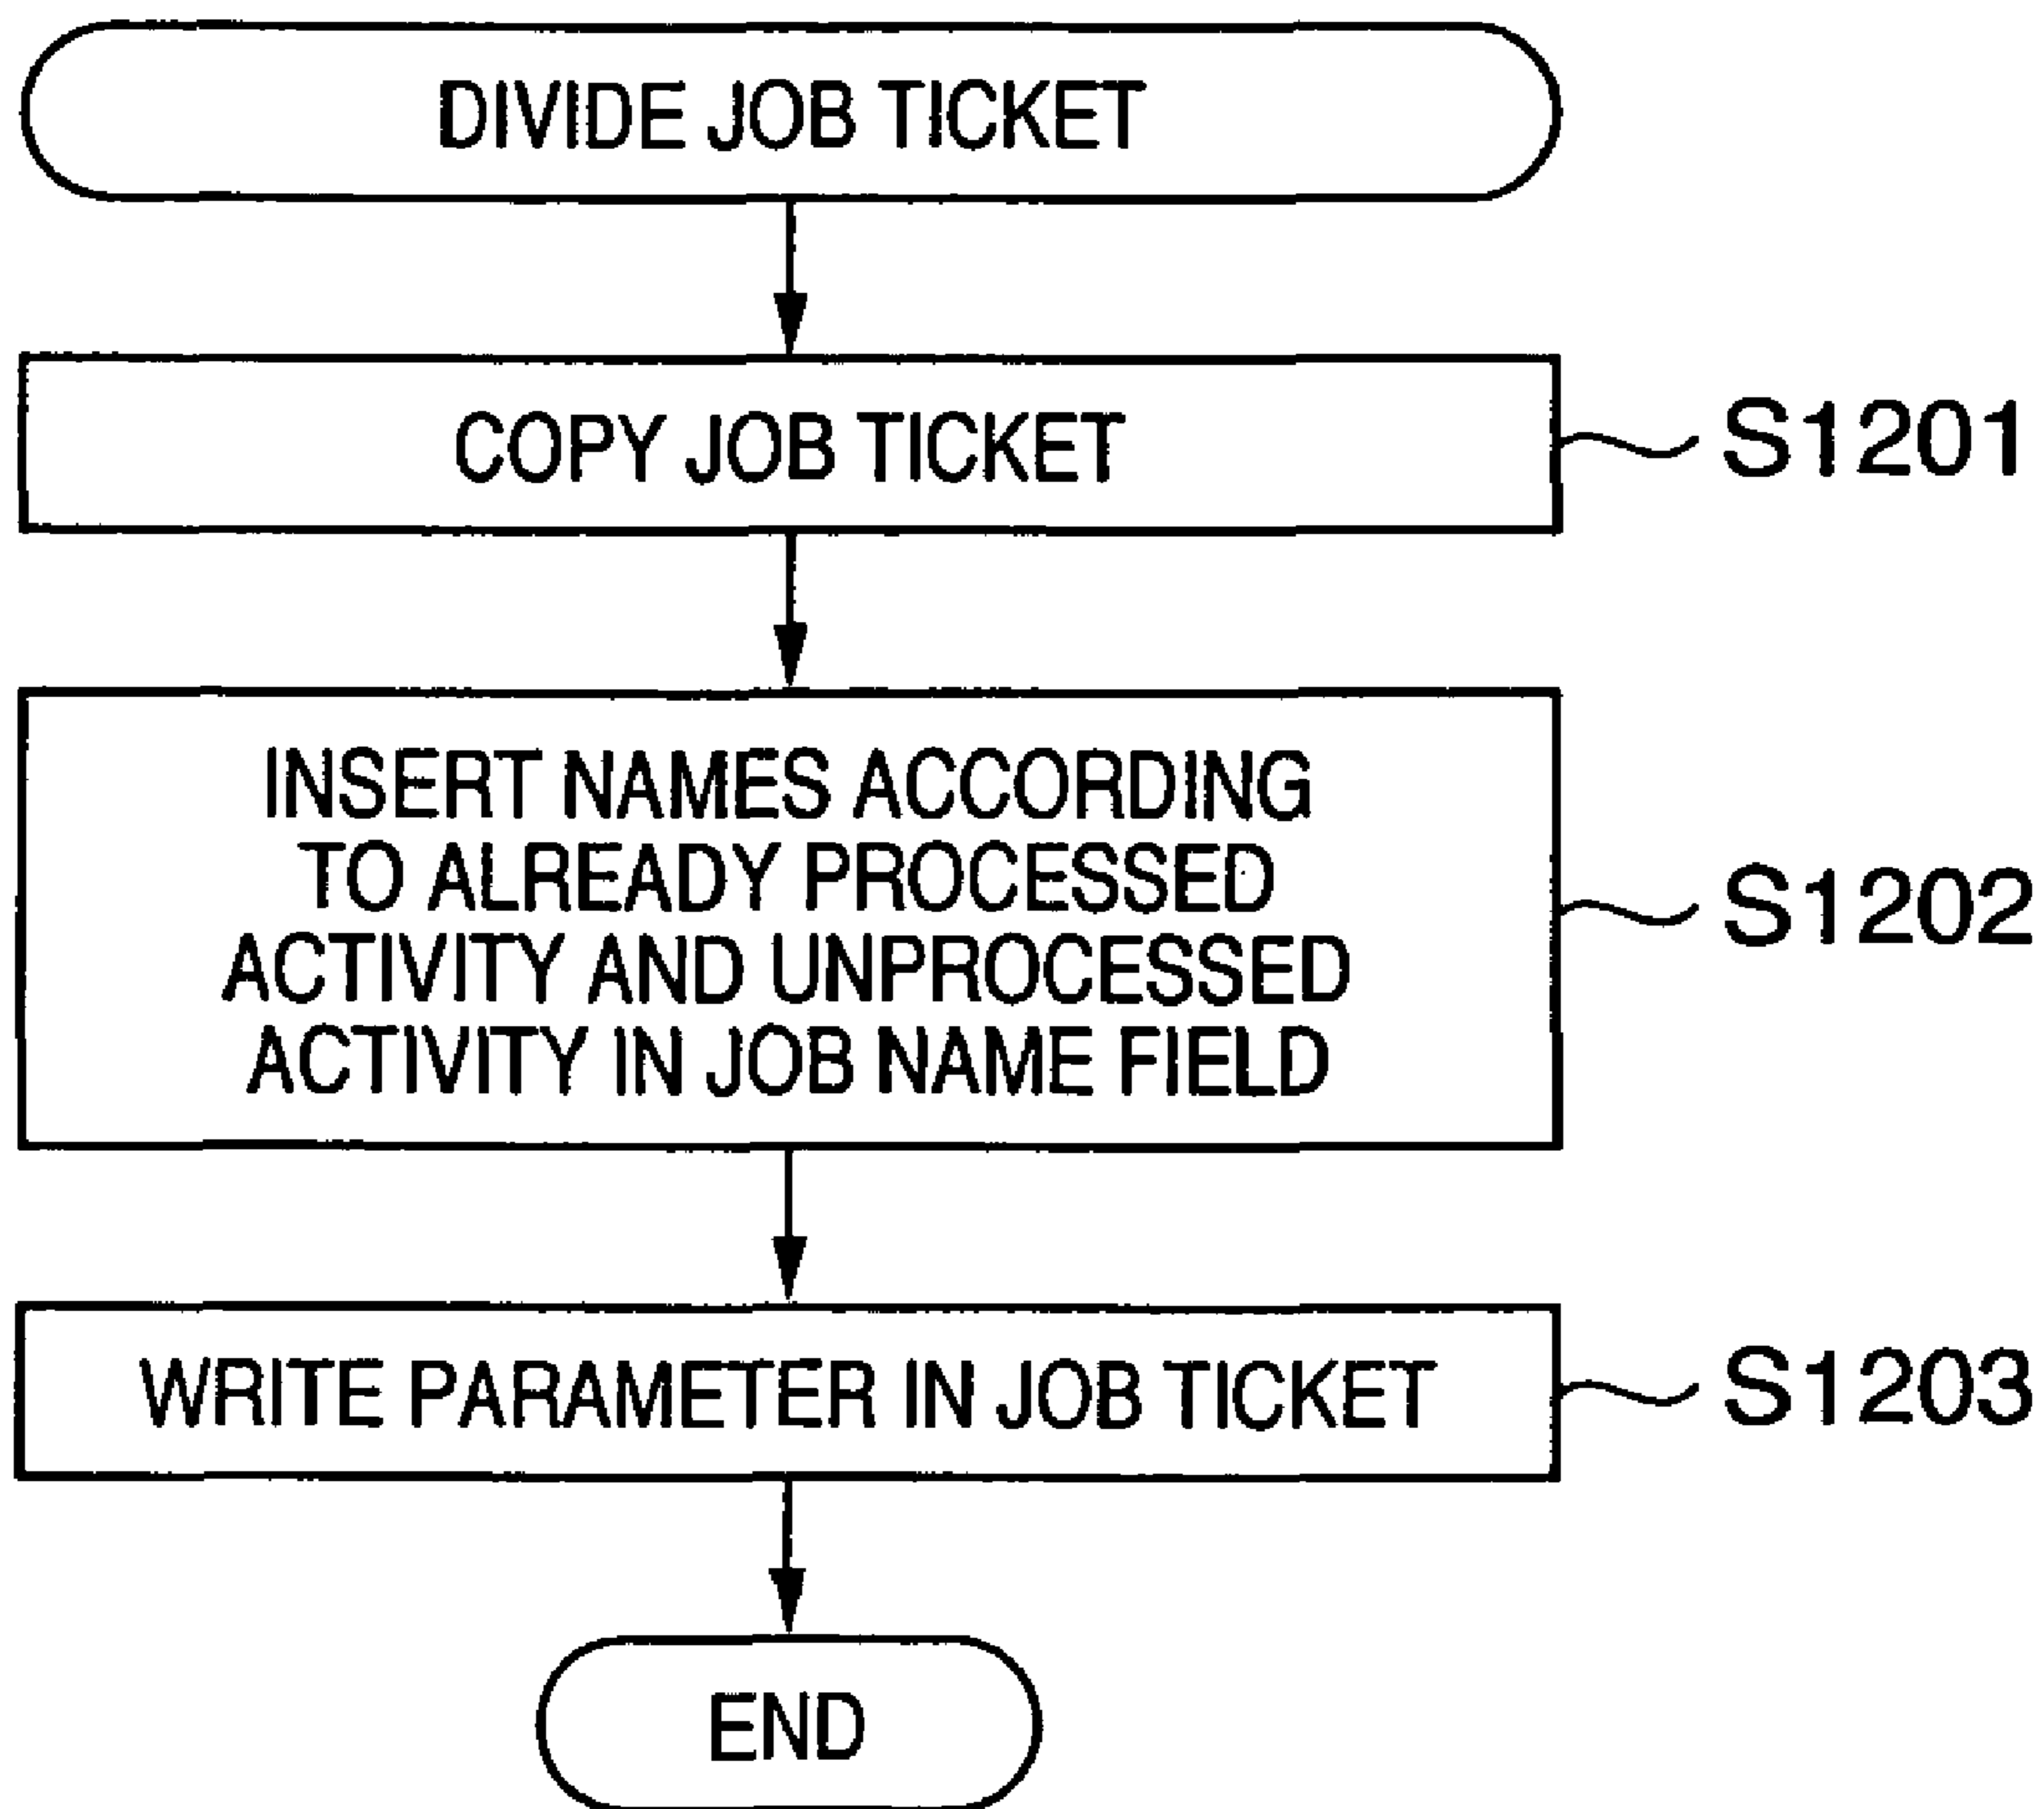 DIVIDE JOB TICKET
COPY JOB TICKET
S1201
INSERT NAMES ACCORDING
TO ALREADY PROCESSED
ACTIVITY AND UNPROCESSED
ACTIVITY IN JOB NAME FIELD
S1202
WRITE PARAMETER IN JOB TICKET
S1203
END